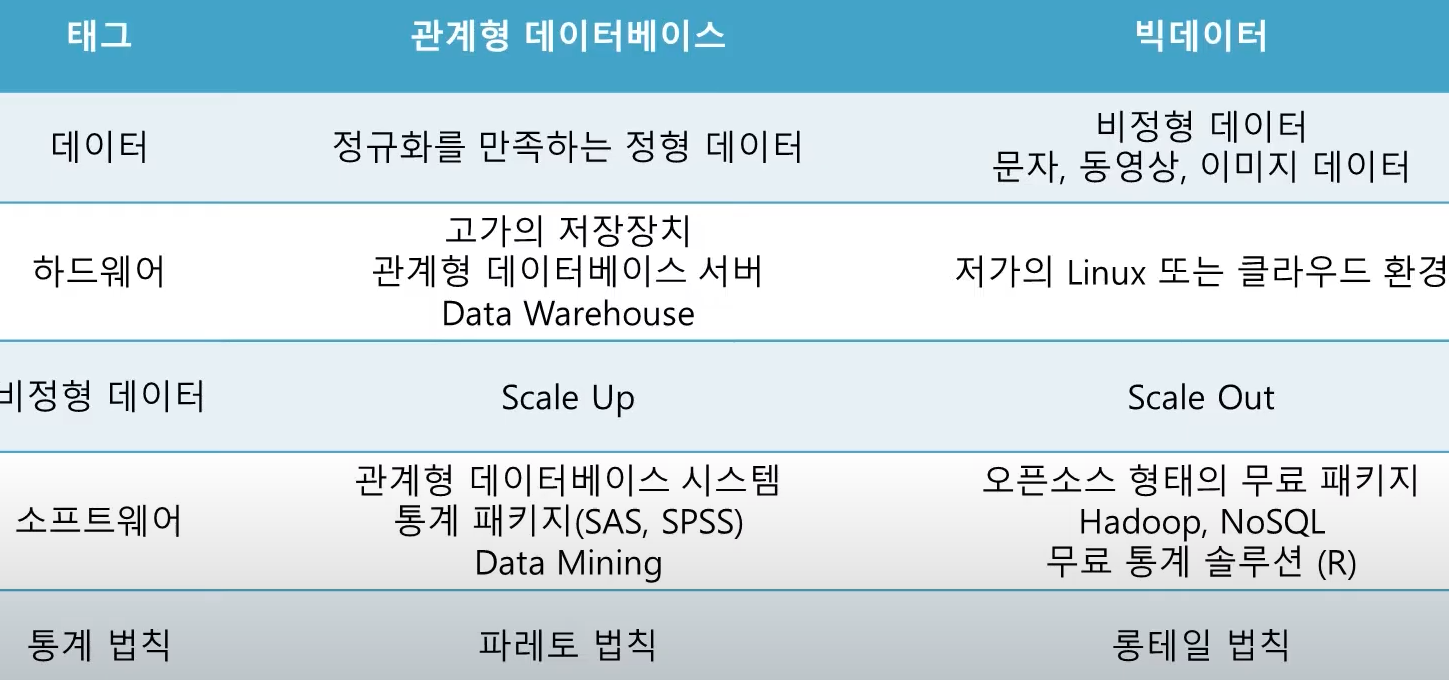 태그 관계형 데이터베이스 빅데이터
데이터 정규화를 만족하는 정형 데이터 비정형 데이터
문자, 동영상, 이미지 데이터
하드웨어 고가의 저장장치
관계형 데이터베이스 서버
Data Warehouse
저가의 Linux 또는 클라우드 환경
비정형 데이터 Scale Up Scale Out
소프트웨어 관계형 데이터베이스 시스템
통계 패키지(SAS, SPSS)
Data Mining
오픈소스 형태의 무료 패키지
Hadoop, NoSQL
무료 통계 솔루션 (R)
통계 법칙 파레토 법칙 롱테일 법칙